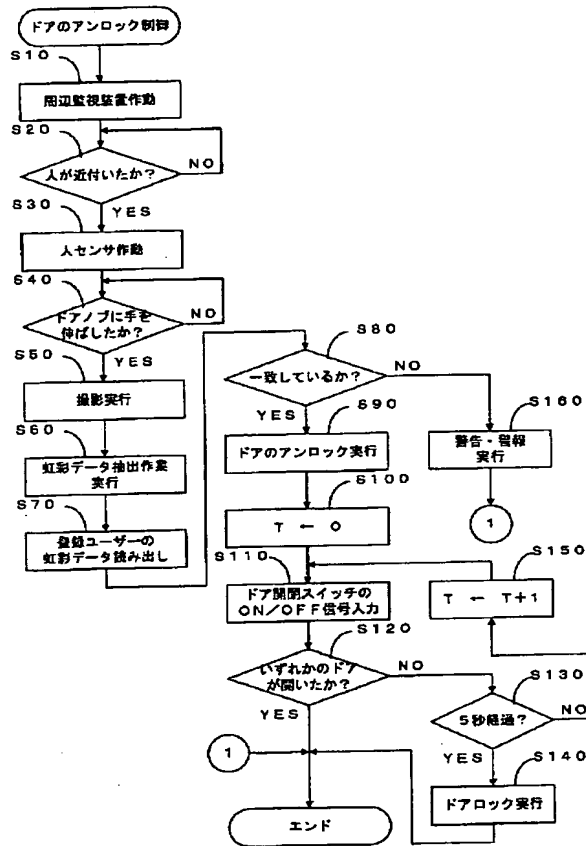 ドアのアンロック制御
S10
周辺監視装置作動
S20
人が近付いたか?
NO
YES
S30
人センサ作動
S40
ドアノブに手を
伸ばしたか?
NO
YES
S50
撮影実行
S60
虹彩データ抽出作業
実行
S70
登録ユーザーの
虹彩データ読み出し
S80
一致しているか?
NO
YES
S90
ドアのアンロック実行
S160
警告・警報
実行
1
S100
T ← 0
S110
ドア開閉スイッチの
ON/OFF信号入力
S150
T ← T+1
S120
いずれかのドア
が開いたか?
NO
YES
S130
5秒経過?
NO
YES
S140
ドアロック実行
1
エンド